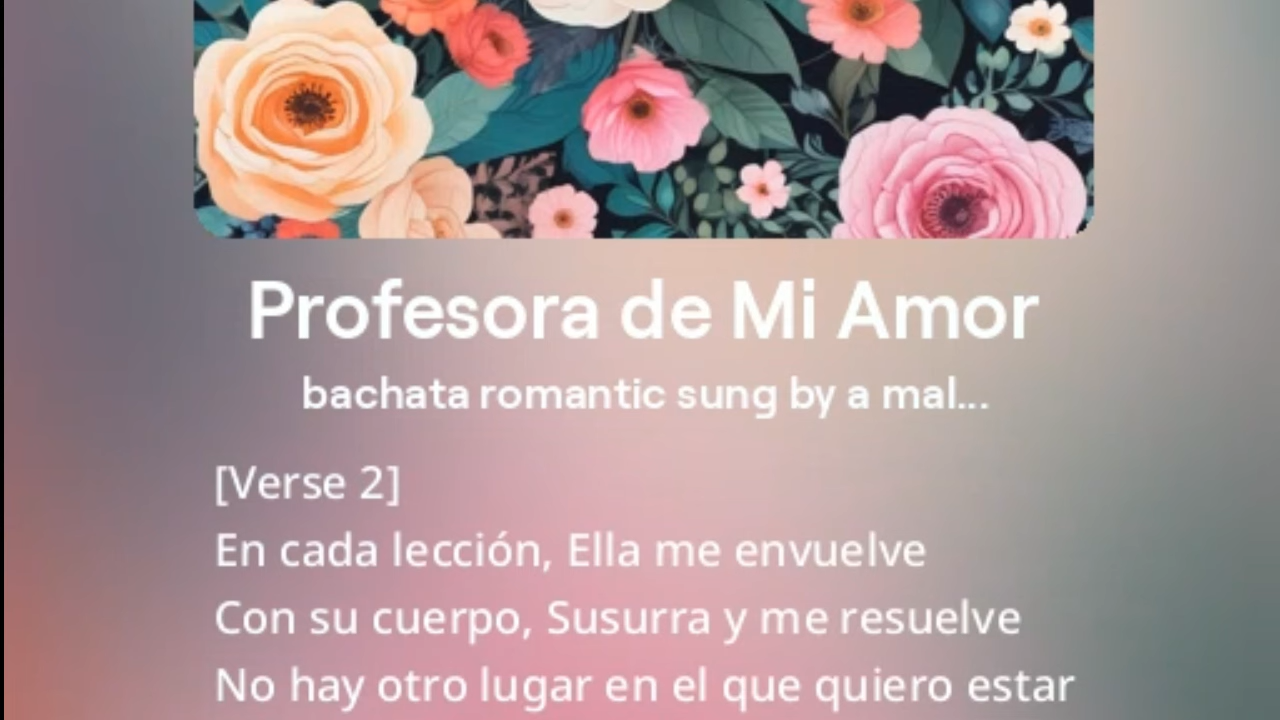 Profesora de Mi Amor
bachata romantic sung by a mal...
[Verse 2]
En cada lección, Ella me envuelve
Con su cuerpo, Susurra y me resuelve
No hay otro lugar en el que quiero estar